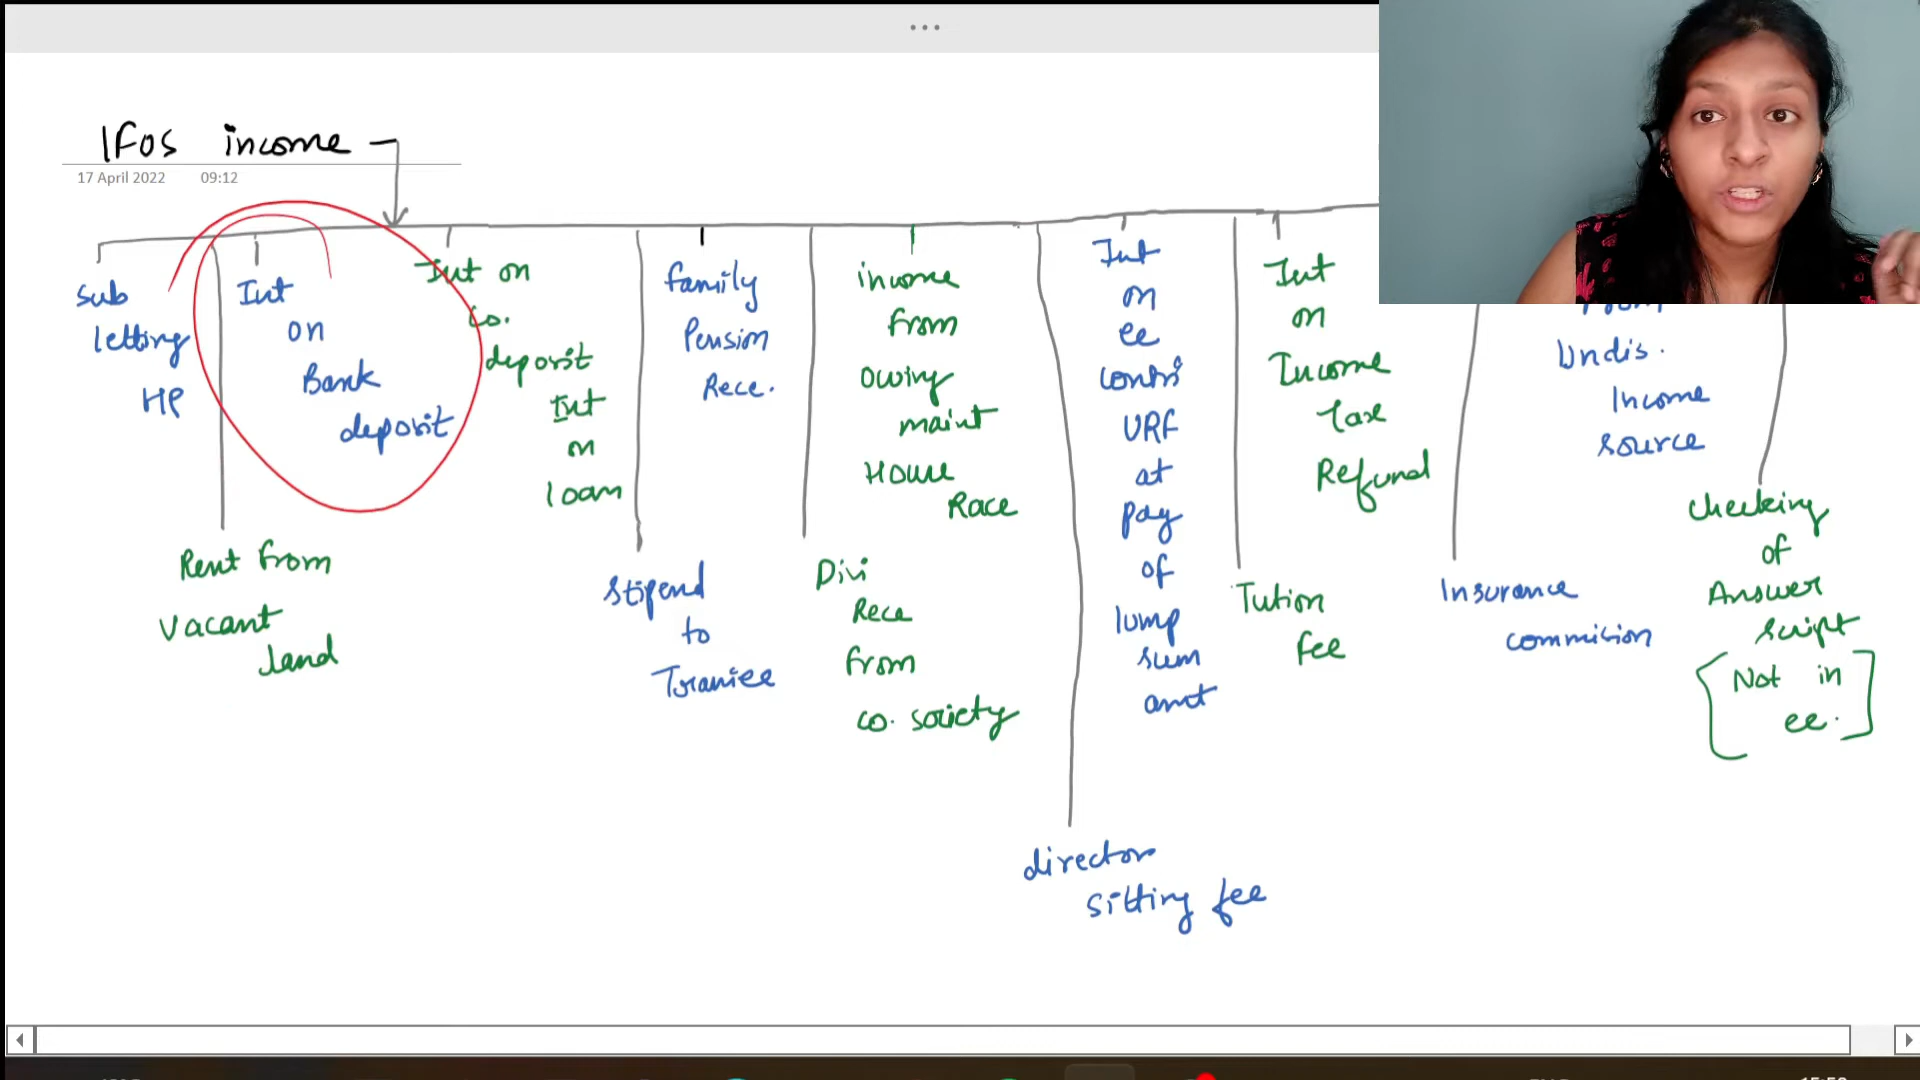 IFOS income
17 April 2022 09:12
Sub
letting
HP
Rent from
vacant
land
Int
on
Bank
deposit
Int on
co.
deposit
Int
on
loan
Stipend
to
Traniee
family
Pension
Rece.
Divi
Rece
from
co. society
income
from
owing
maint
House
Race
director
sitting fee
Int
on
ee
contri
URF
at
pay
of
lump
sum
amt
Tution
fee
Int
on
Income
Tax
Refund
Insurance
commision
Undis.
Income
source
checking
of
Answer
script
[Not in
ee.]